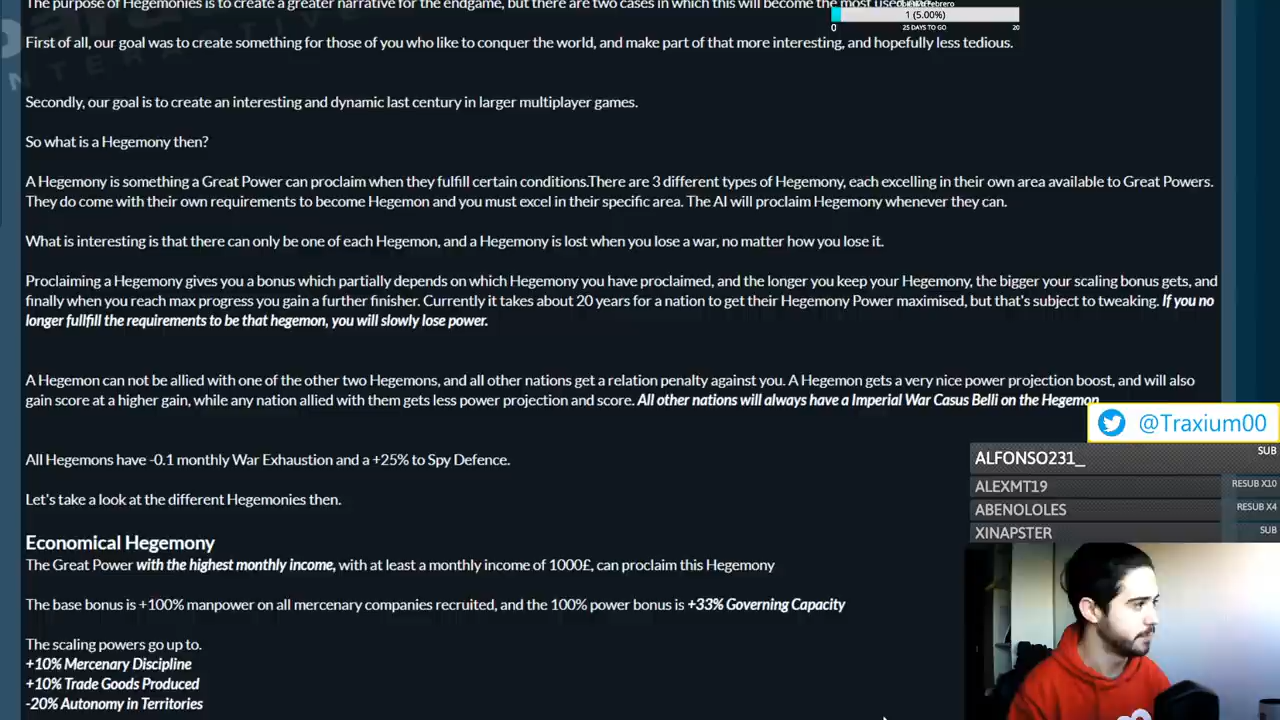 The purpose of Hegemonies is to create a greater narrative for the endgame, but there are two cases in which this will become the most used
Febrero
1 (5.00%)
0
25 DAYS TO GO
20
First of all, our goal was to create something for those of you who like to conquer the world, and make part of that more interesting, and hopefully less tedious.
Secondly, our goal is to create an interesting and dynamic last century in larger multiplayer games.
So what is a Hegemony then?
A Hegemony is something a Great Power can proclaim when they fulfill certain conditions.There are 3 different types of Hegemony, each excelling in their own area available to Great Powers.
They do come with their own requirements to become Hegemon and you must excel in their specific area. The AI will proclaim Hegemony whenever they can.
What is interesting is that there can only be one of each Hegemon, and a Hegemony is lost when you lose a war, no matter how you lose it.
Proclaiming a Hegemony gives you a bonus which partially depends on which Hegemony you have proclaimed, and the longer you keep your Hegemony, the bigger your scaling bonus gets, and
finally when you reach max progress you gain a further finisher. Currently it takes about 20 years for a nation to get their Hegemony Power maximised, but that's subject to tweaking. If you no
longer fullfill the requirements to be that hegemon, you will slowly lose power.
A Hegemon can not be allied with one of the other two Hegemons, and all other nations get a relation penalty against you. A Hegemon gets a very nice power projection boost, and will also
gain score at a higher gain, while any nation allied with them gets less power projection and score. All other nations will always have a Imperial War Casus Belli on the Hegemon
@Traxium00
All Hegemons have -0.1 monthly War Exhaustion and a +25% to Spy Defence.
ALFONSO231_ SUB
ALEXMT19 RESUB X10
ABENOLOLES RESUB X4
XINAPSTER SUB
Let's take a look at the different Hegemonies then.
Economical Hegemony
The Great Power with the highest monthly income, with at least a monthly income of 1000£, can proclaim this Hegemony
The base bonus is +100% manpower on all mercenary companies recruited, and the 100% power bonus is +33% Governing Capacity
The scaling powers go up to.
+10% Mercenary Discipline
+10% Trade Goods Produced
-20% Autonomy in Territories